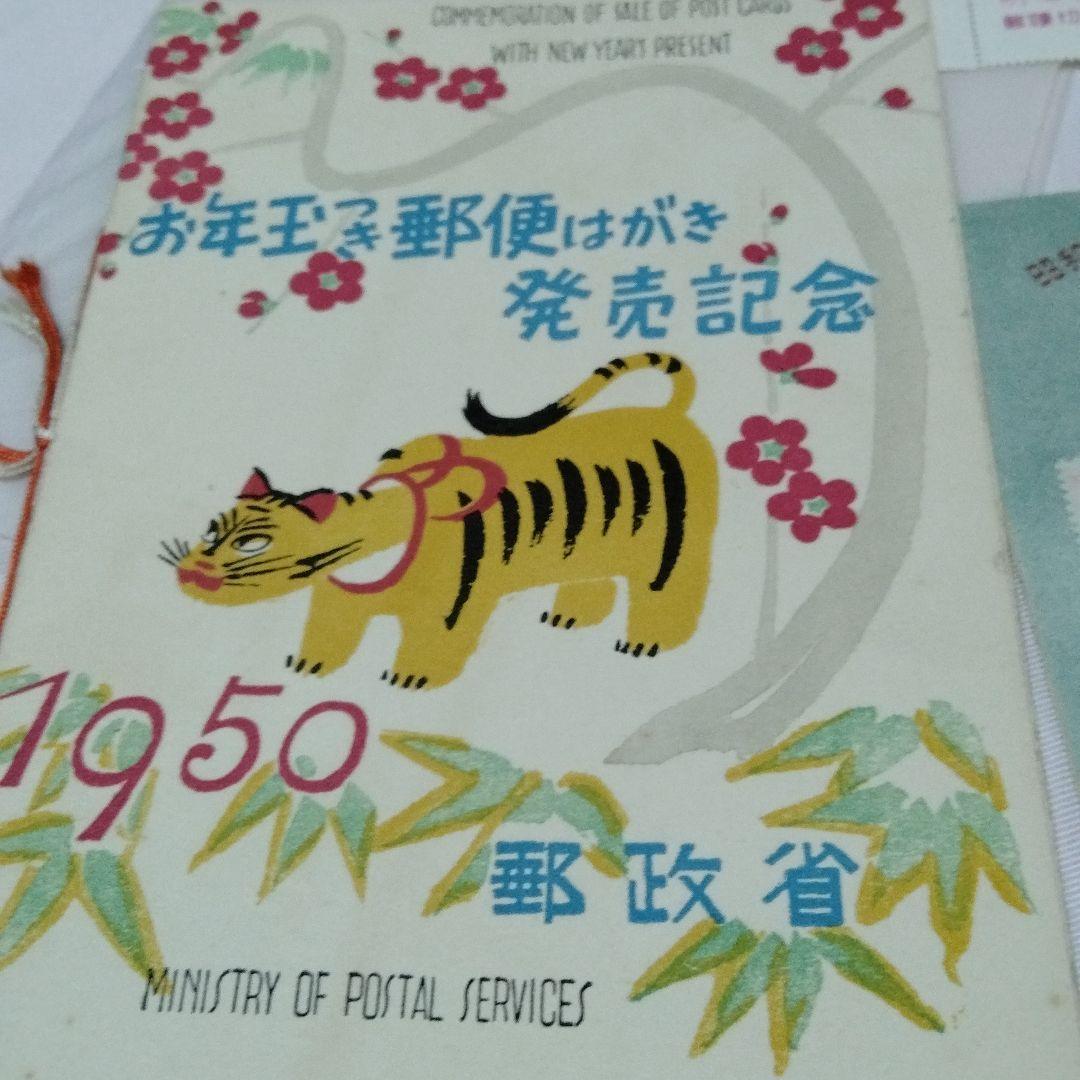 COMMEMORATION OF SALE OF POST CARDS
WITH NEW YEAR'S PRESENT
お年玉つき郵便はがき
発売記念
1950
郵政省
MINISTRY OF POSTAL SERVICES